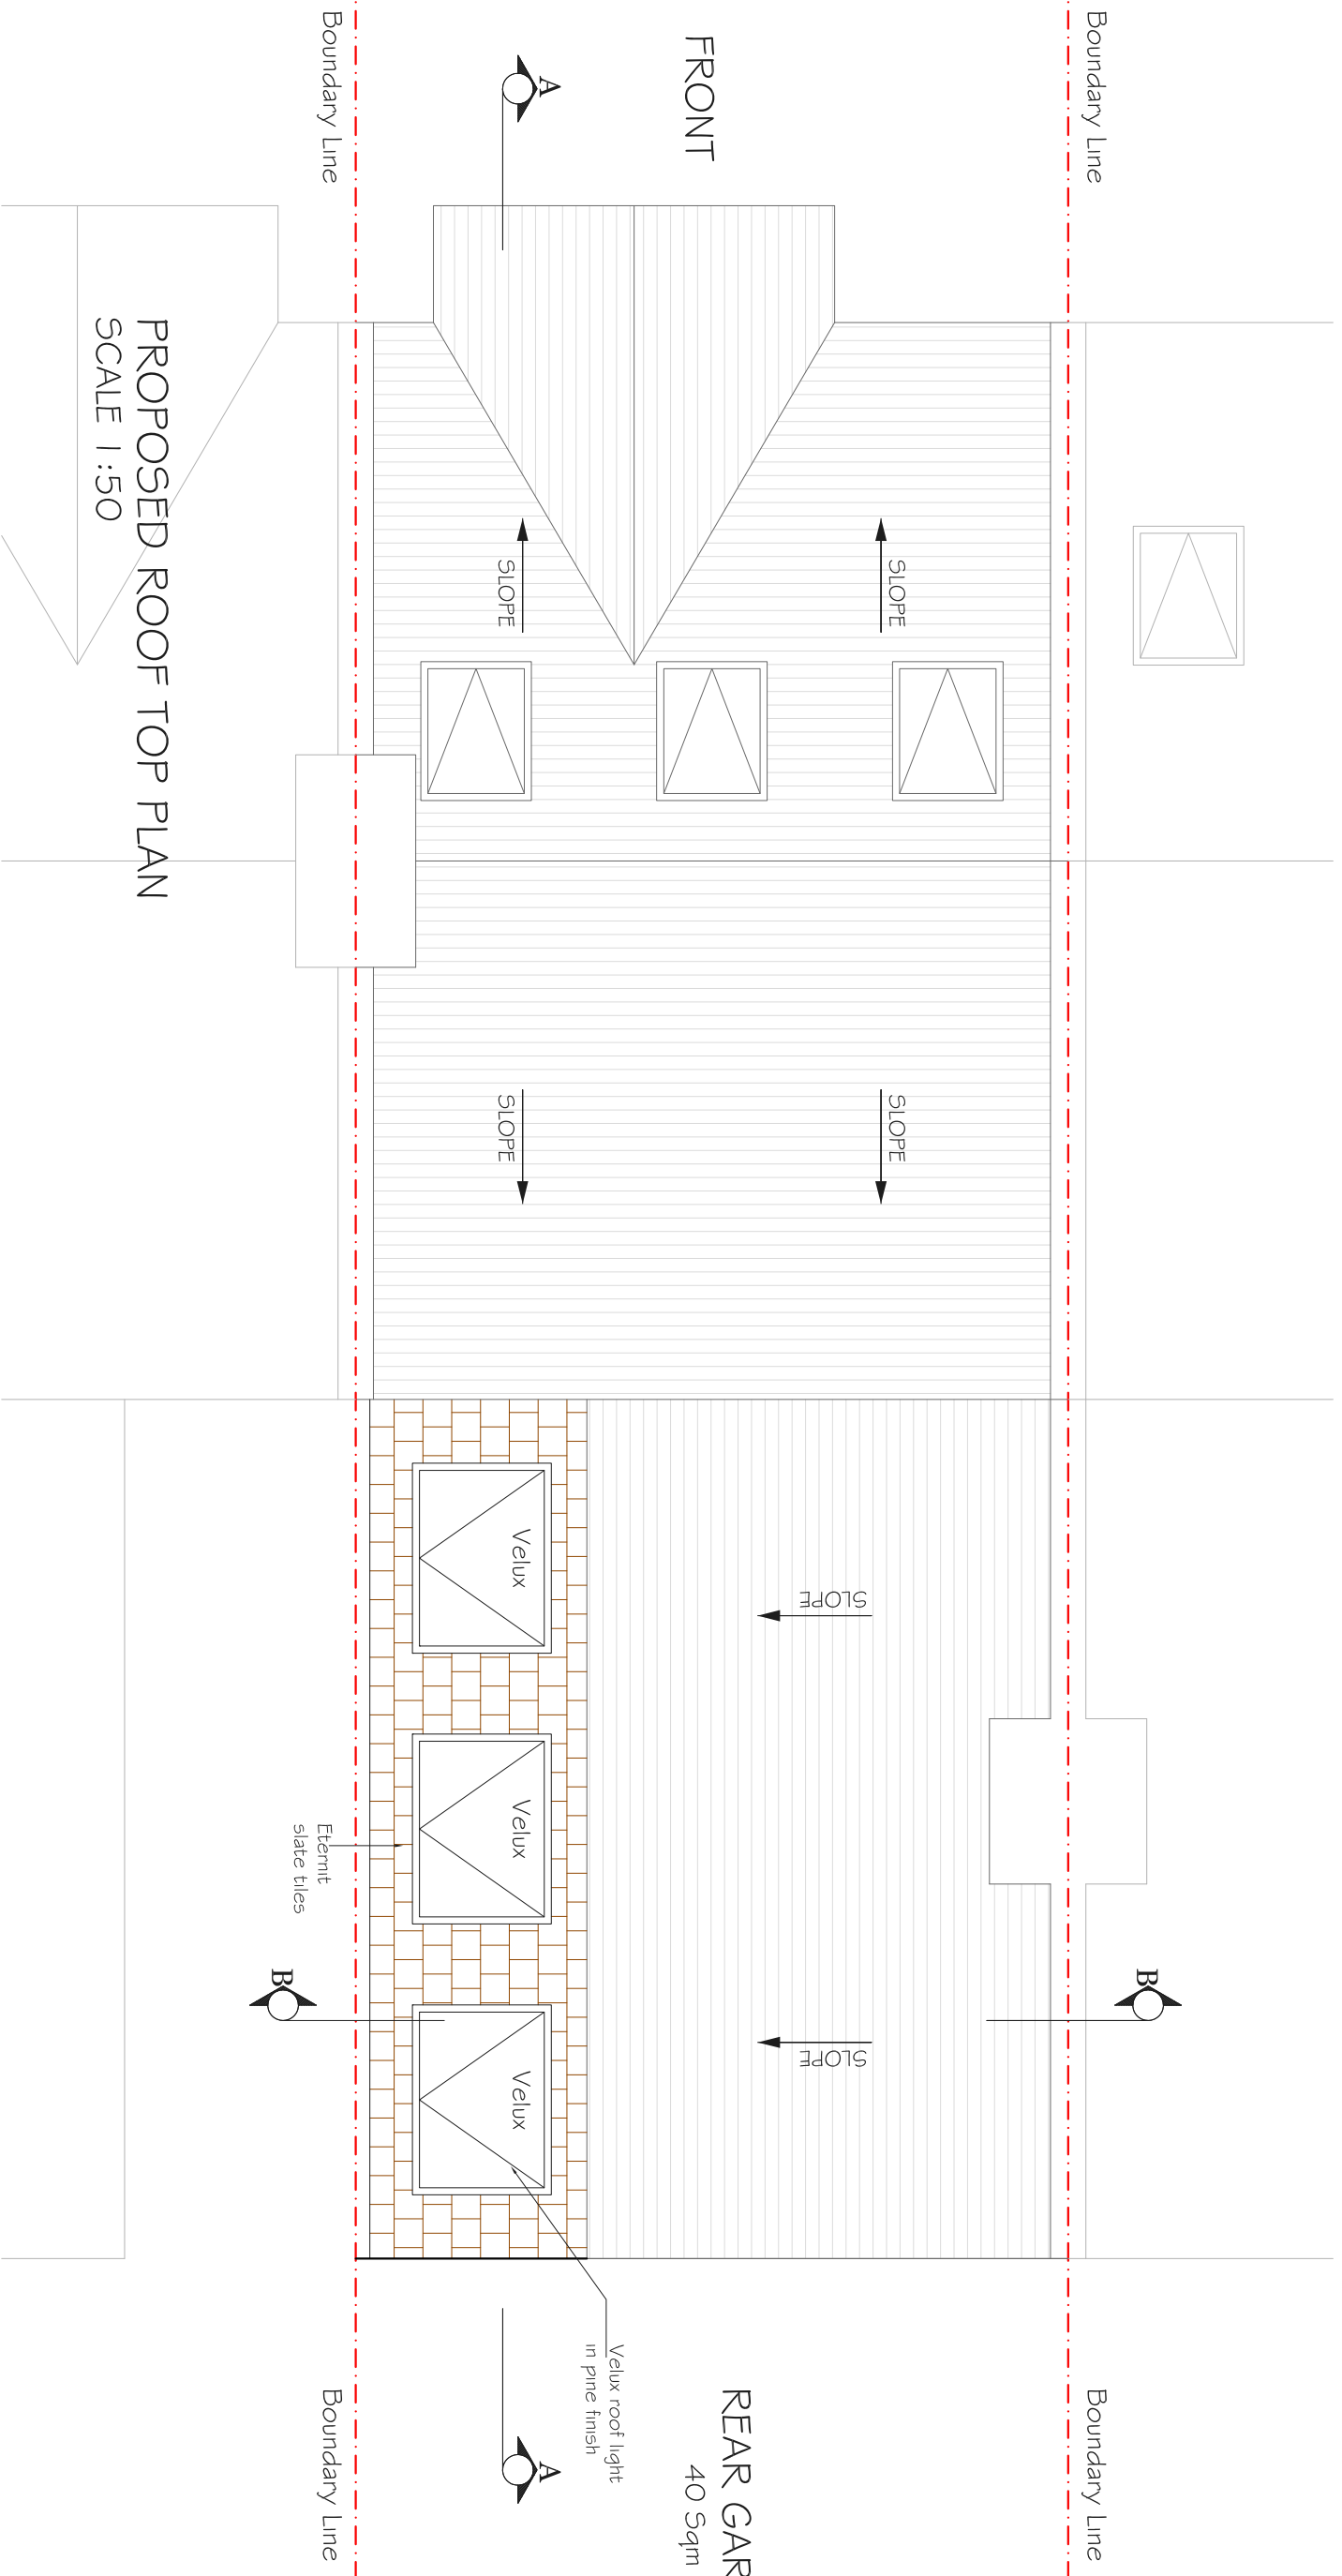 Boundary Line
Boundary Line
A
FRONT
SLOPE
SLOPE
PROPOSED ROOF TOP PLAN
SCALE 1:50
SLOPE
SLOPE
Velux
SLOPE
Velux
Eternit
slate tiles
B
B
SLOPE
Velux
Velux roof light
in pine finish
REAR GAR
40 Sqm
A
Boundary Line
Boundary Line